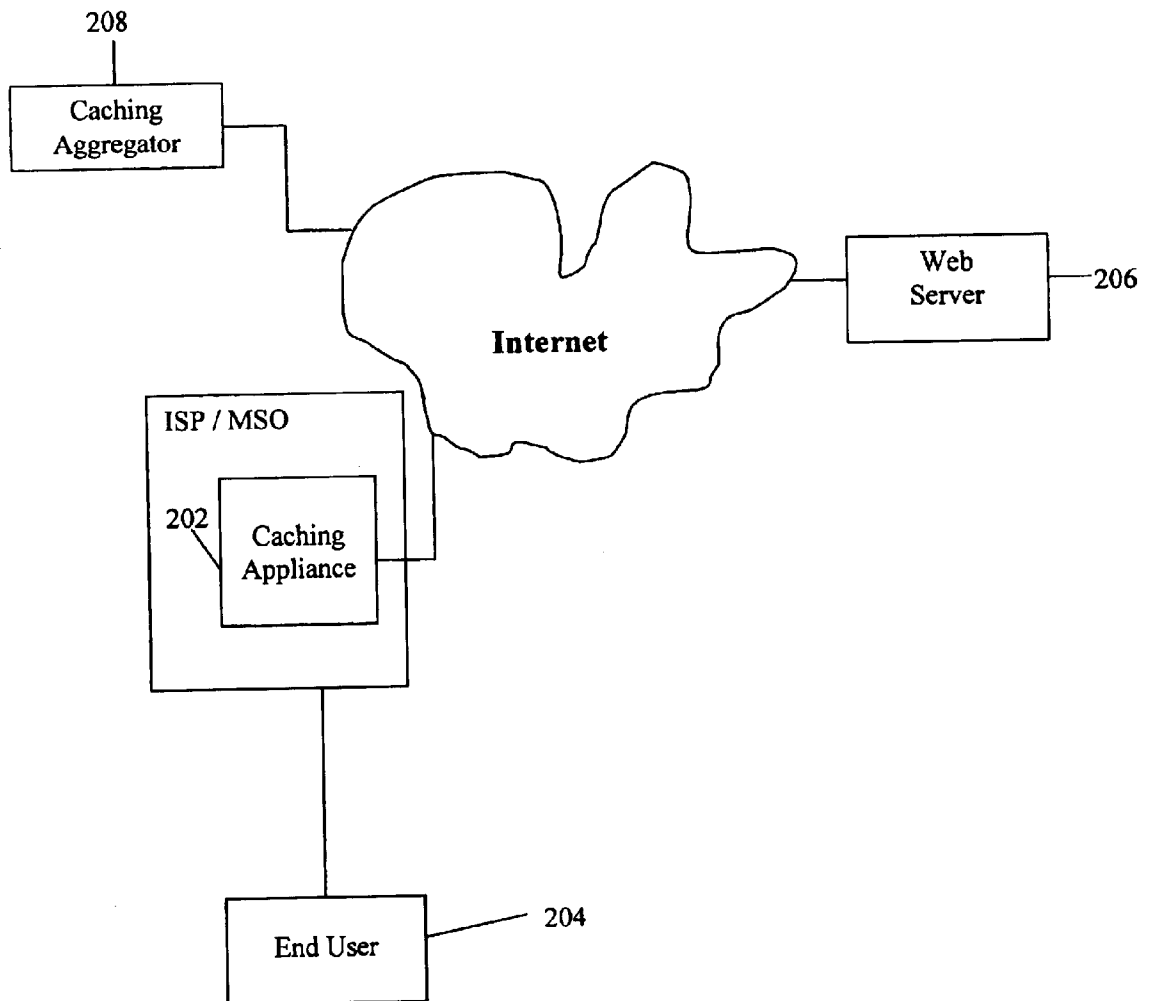 208
Caching
Aggregator
Web
Server
206
Internet
ISP / MSO
202
Caching
Appliance
204
End User